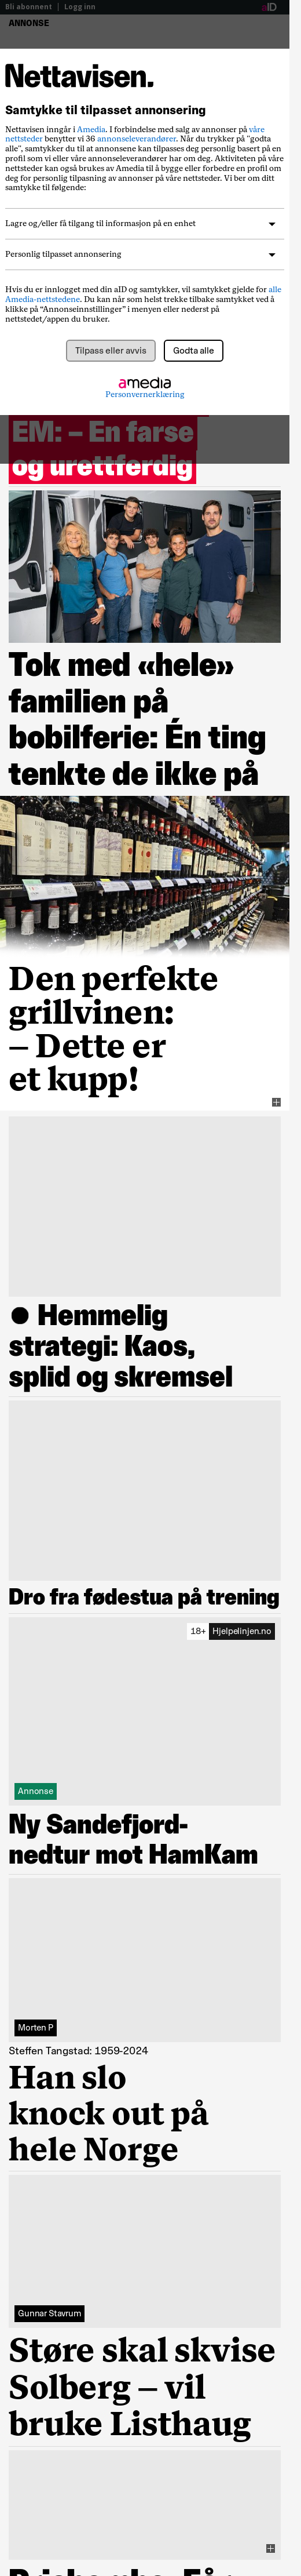 Bli abonnent | Logg inn
aID
ANNONSE
Nettavisen.
Samtykke til tilpasset annonsering
Nettavisen inngår i Amedia. I forbindelse med salg av annonser på våre
nettsteder benytter vi 36 annonseleverandører. Når du trykker på "godta
alle", samtykker du til at annonsene kan tilpasses deg personlig basert på en
profil som vi eller våre annonseleverandører har om deg. Aktiviteten på våre
nettsteder kan også brukes av Amedia til å bygge eller forbedre en profil om
deg for personlig tilpasning av annonser på våre nettsteder. Vi ber om ditt
samtykke til følgende:
Lagre og/eller få tilgang til informasjon på en enhet
Personlig tilpasset annonsering
Hvis du er innlogget med din aID og samtykker, vil samtykket gjelde for alle
Amedia-nettstedene. Du kan når som helst trekke tilbake samtykket ved å
klikke på “Annonseinnstillinger” i menyen eller nederst på
nettstedet/appen du bruker.
Tilpass eller avvis
Godta alle
amedia
Personvernerklæring
EM: – En farse
og urettferdig
Tok med «hele»
familien på
bobilferie: Én ting
tenkte de ikke på
Den perfekte
grillvinen:
– Dette er
et kupp!
● Hemmelig
strategi: Kaos,
splid og skremsel
Dro fra fødestua på trening
18+ Hjelpelinjen.no
Annonse
Ny Sandefjord-
nedtur mot HamKam
Morten P
Steffen Tangstad: 1959-2024
Han slo
knock out på
hele Norge
Gunnar Stavrum
Støre skal skvise
Solberg – vil
bruke Listhaug